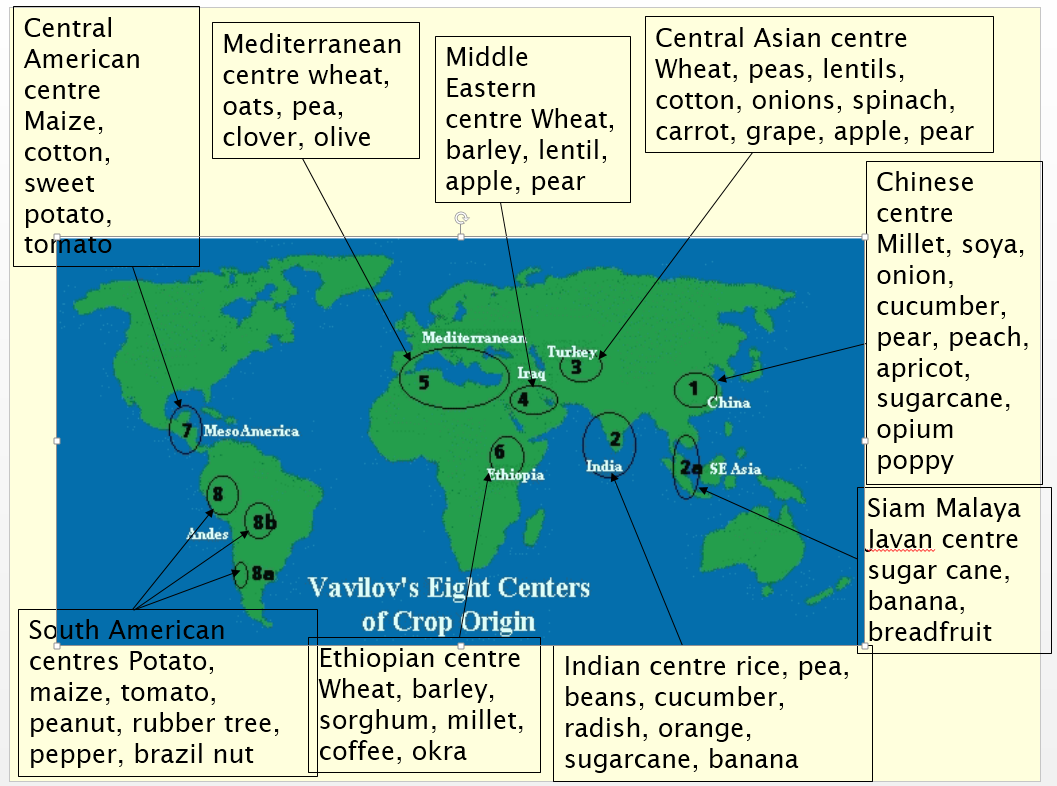 Central
American
centre
Maize,
cotton,
sweet
potato,
tomato
Mediterranean
centre wheat,
oats, pea,
clover, olive
Middle
Eastern
centre Wheat,
barley, lentil,
apple, pear
Central Asian centre
Wheat, peas, lentils,
cotton, onions, spinach,
carrot, grape, apple, pear
Chinese
centre
Millet, soya,
onion,
cucumber,
pear, peach,
apricot,
sugarcane,
opium
poppy
Mediterranean
5
Turkey
3
Iraq
4
1
China
7 MesoAmerica
6
Ethiopia
2
India
2a SE Asia
8
Andes
8b
8a
Vavilov's Eight Centers
of Crop Origin
Siam Malaya
Javan centre
sugar cane,
banana,
breadfruit
South American
centres Potato,
maize, tomato,
peanut, rubber tree,
pepper, brazil nut
Ethiopian centre
Wheat, barley,
sorghum, millet,
coffee, okra
Indian centre rice, pea,
beans, cucumber,
radish, orange,
sugarcane, banana